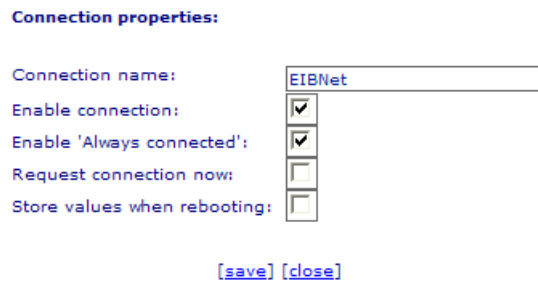 Connection properties:
Connection name: EIBNet
Enable connection:
Enable 'Always connected':
Request connection now:
Store values when rebooting:
[save] [close]